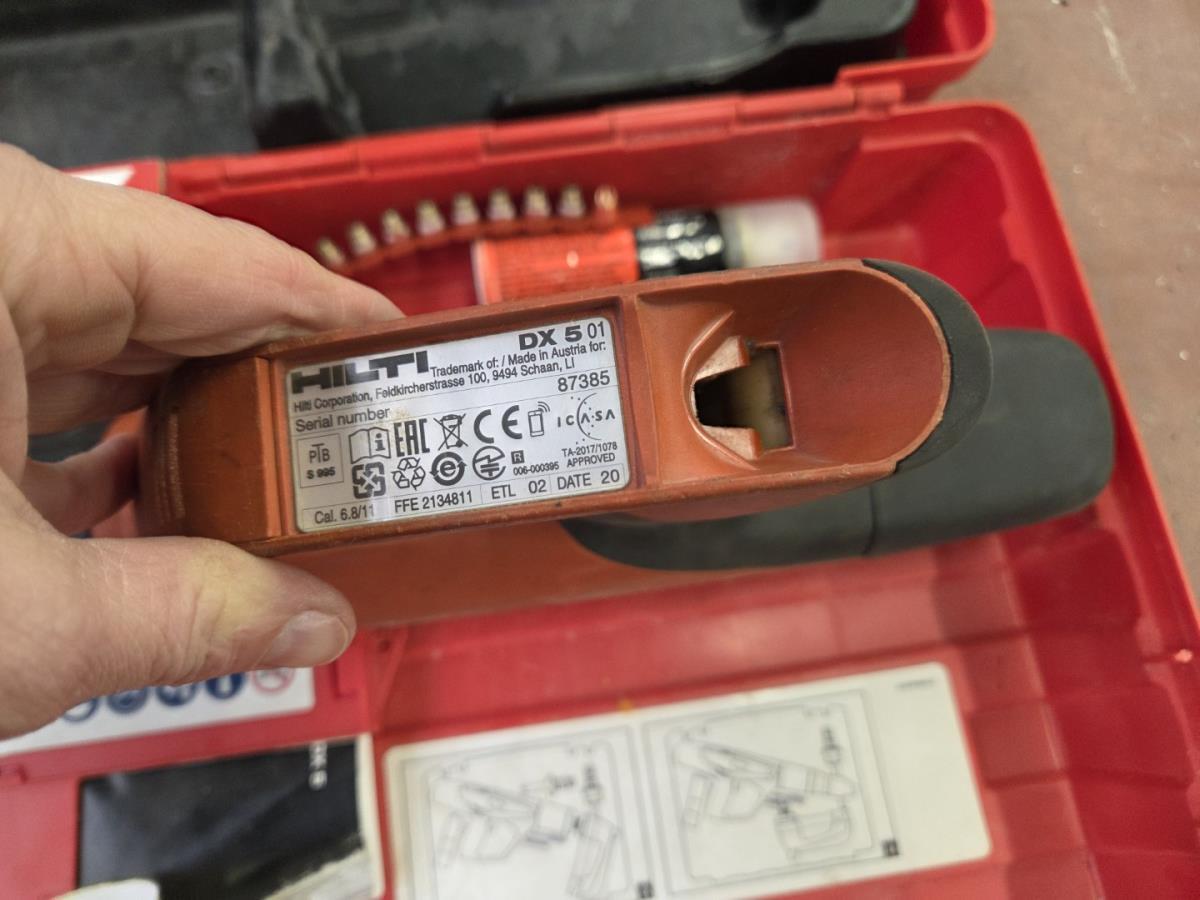 HILTI
DX 5 01
Trademark of: / Made in Austria for:
Hilti Corporation, Feldkircherstrasse 100, 9494 Schaan, LI
Serial number
87385
PTB
S 995
i
EAC
CE
ICASA
TA-2017/1078
APPROVED
R
006-000395
Cal. 6.8/11
FFE 2134811
ETL 02
DATE 20